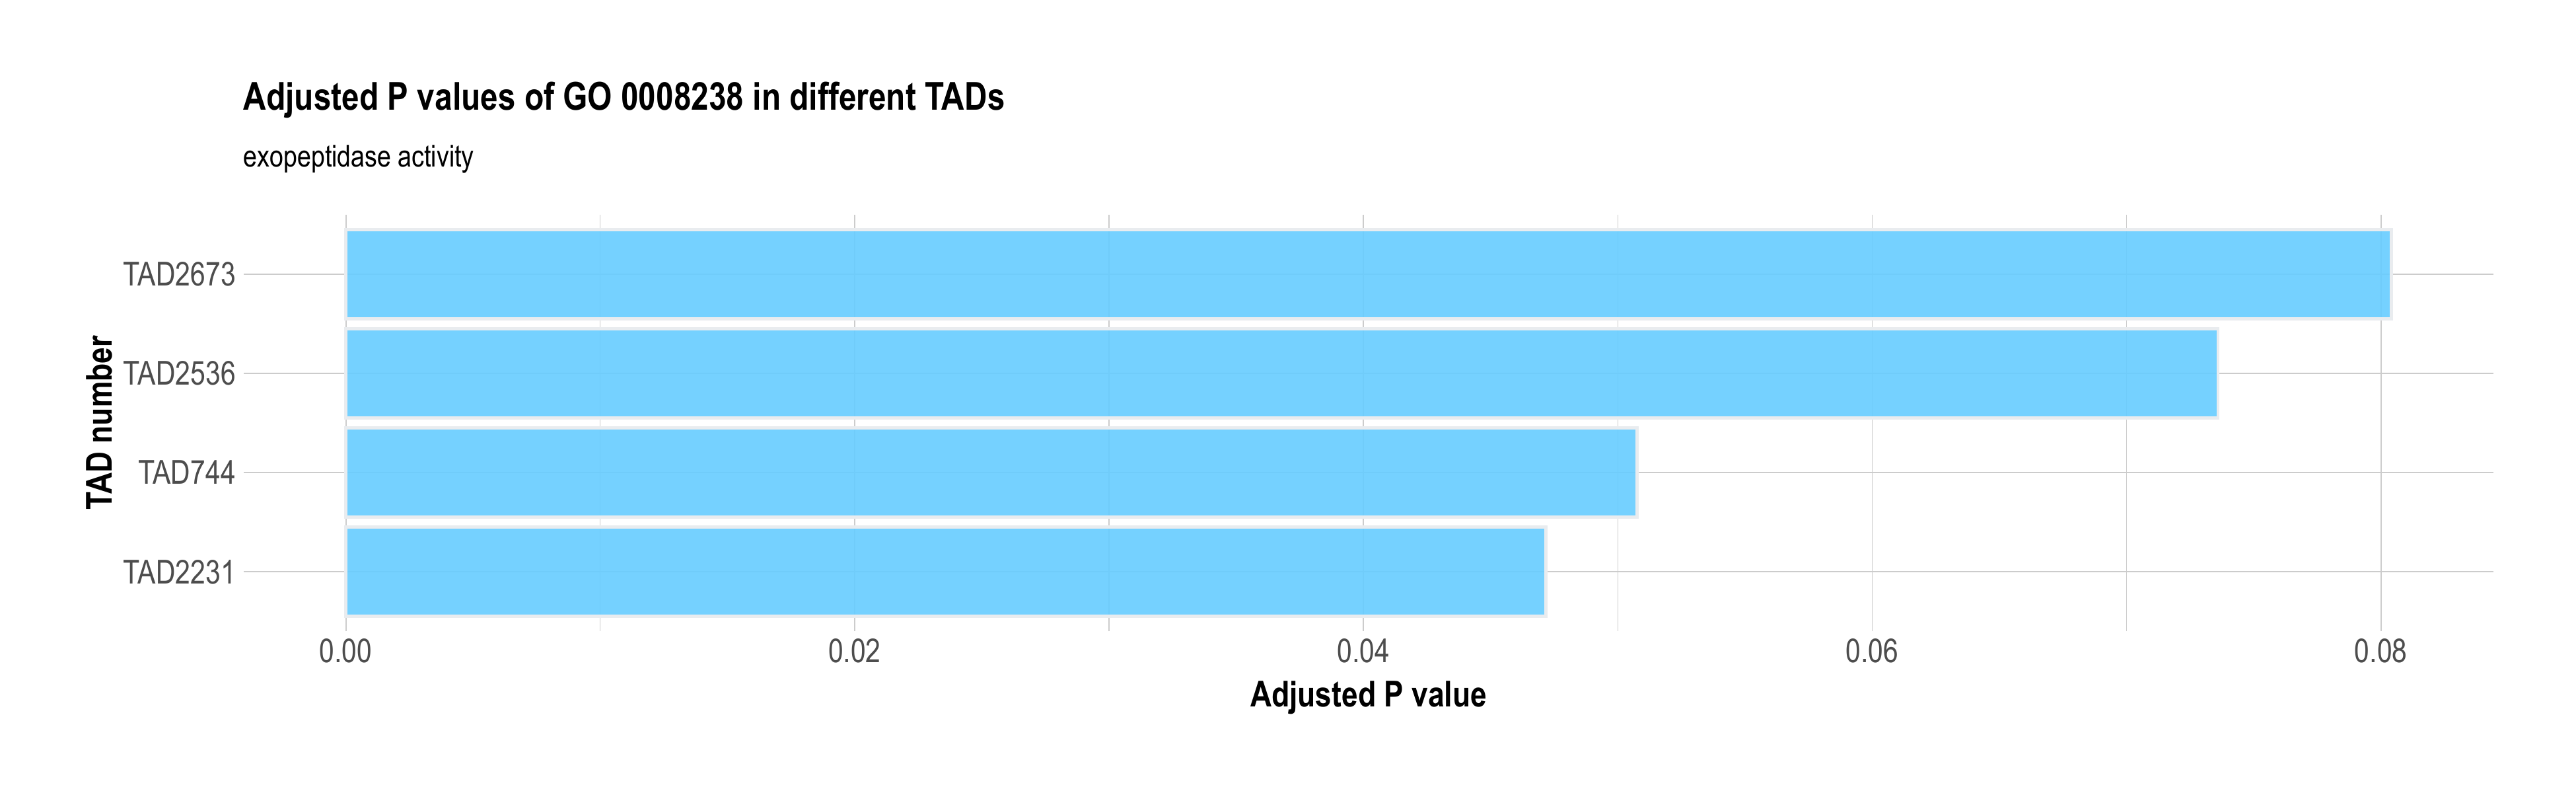 Adjusted P values of GO 0008238 in different TADs
exopeptidase activity
TAD number
TAD2673
TAD2536
TAD744
TAD2231
0.00 0.02 0.04 0.06 0.08
Adjusted P value